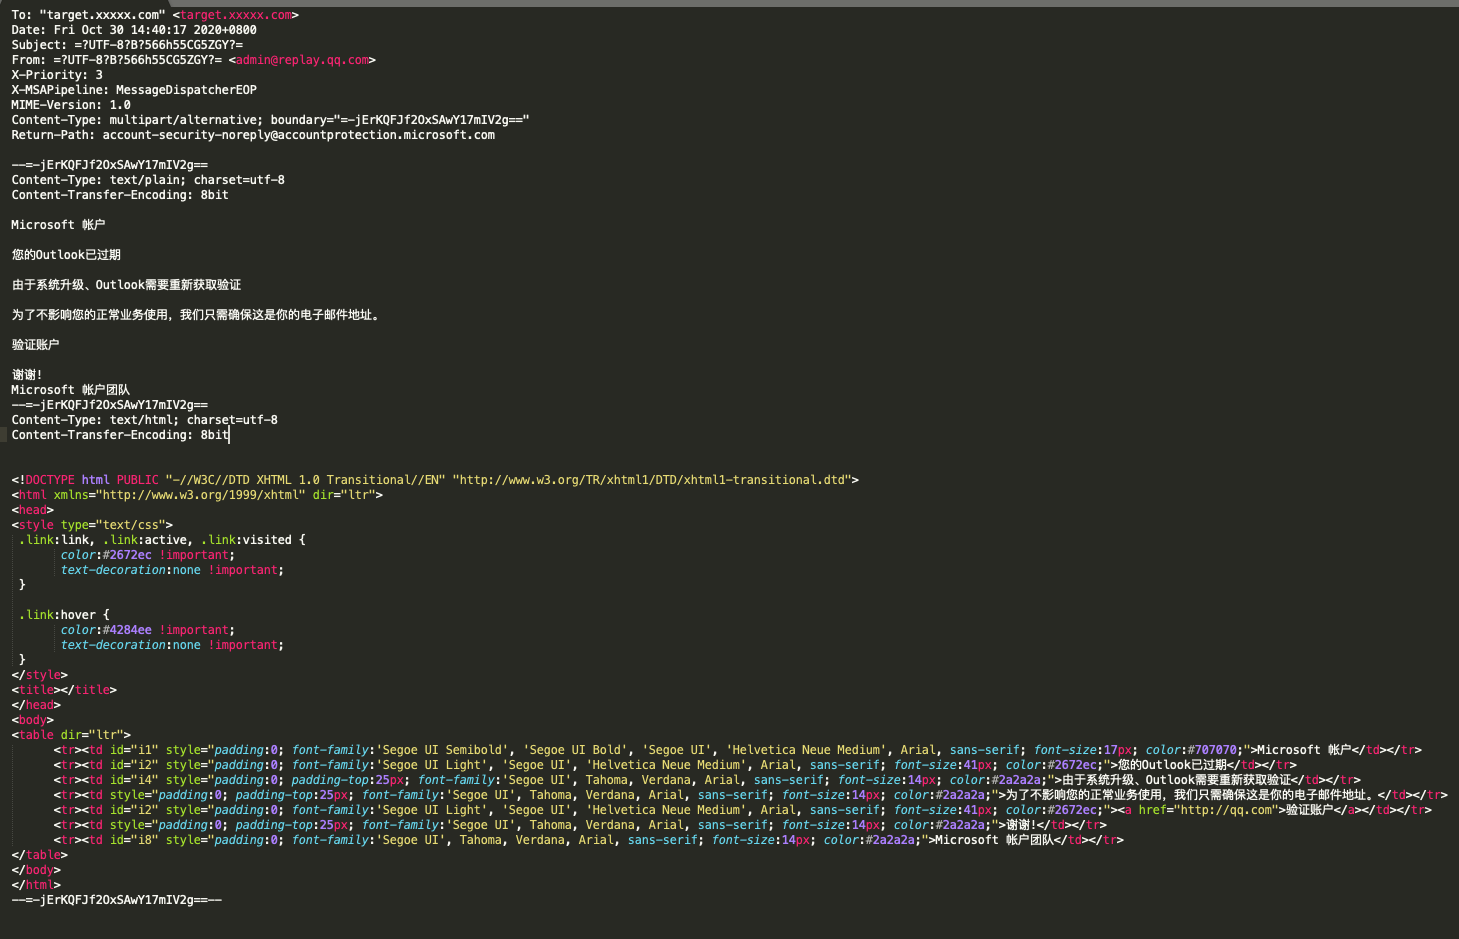 To: "target.xxxxx.com" <target.xxxxx.com>
Date: Fri Oct 30 14:40:17 2020+0800
Subject: =?UTF-8?B?566h55CG5ZGY?=
From: =?UTF-8?B?566h55CG5ZGY?= <admin@replay.qq.com>
X-Priority: 3
X-MSAPipeline: MessageDispatcherEOP
MIME-Version: 1.0
Content-Type: multipart/alternative; boundary="=-jErKQFJf2OxSAwY17mIV2g=="
Return-Path: account-security-noreply@accountprotection.microsoft.com
--=-jErKQFJf2OxSAwY17mIV2g==
Content-Type: text/plain; charset=utf-8
Content-Transfer-Encoding: 8bit
Microsoft 帐户
您的Outlook已过期
由于系统升级、Outlook需要重新获取验证
为了不影响您的正常业务使用，我们只需确保这是你的电子邮件地址。
验证账户
谢谢!
Microsoft 帐户团队
--=-jErKQFJf2OxSAwY17mIV2g==
Content-Type: text/html; charset=utf-8
Content-Transfer-Encoding: 8bit
<!DOCTYPE html PUBLIC "-//W3C//DTD XHTML 1.0 Transitional//EN" "http://www.w3.org/TR/xhtml1/DTD/xhtml1-transitional.dtd">
<html xmlns="http://www.w3.org/1999/xhtml" dir="ltr">
<head>
<style type="text/css">
.link:link, .link:active, .link:visited {
color:#2672ec !important;
text-decoration:none !important;
}
.link:hover {
color:#4284ee !important;
text-decoration:none !important;
}
</style>
<title></title>
</head>
<body>
<table dir="ltr">
<tr><td id="i1" style="padding:0; font-family:'Segoe UI Semibold', 'Segoe UI Bold', 'Segoe UI', 'Helvetica Neue Medium', Arial, sans-serif; font-size:17px; color:#707070;">Microsoft 帐户</td></tr>
<tr><td id="i2" style="padding:0; font-family:'Segoe UI Light', 'Segoe UI', 'Helvetica Neue Medium', Arial, sans-serif; font-size:41px; color:#2672ec;">您的Outlook已过期</td></tr>
<tr><td id="i4" style="padding:0; padding-top:25px; font-family:'Segoe UI', Tahoma, Verdana, Arial, sans-serif; font-size:14px; color:#2a2a2a;">由于系统升级、Outlook需要重新获取验证</td></tr>
<tr><td style="padding:0; padding-top:25px; font-family:'Segoe UI', Tahoma, Verdana, Arial, sans-serif; font-size:14px; color:#2a2a2a;">为了不影响您的正常业务使用，我们只需确保这是你的电子邮件地址。</td></tr>
<tr><td id="i2" style="padding:0; font-family:'Segoe UI Light', 'Segoe UI', 'Helvetica Neue Medium', Arial, sans-serif; font-size:41px; color:#2672ec;"><a href="http://qq.com">验证账户</a></td></tr>
<tr><td style="padding:0; padding-top:25px; font-family:'Segoe UI', Tahoma, Verdana, Arial, sans-serif; font-size:14px; color:#2a2a2a;">谢谢!</td></tr>
<tr><td id="i8" style="padding:0; font-family:'Segoe UI', Tahoma, Verdana, Arial, sans-serif; font-size:14px; color:#2a2a2a;">Microsoft 帐户团队</td></tr>
</table>
</body>
</html>
--=-jErKQFJf2OxSAwY17mIV2g==--